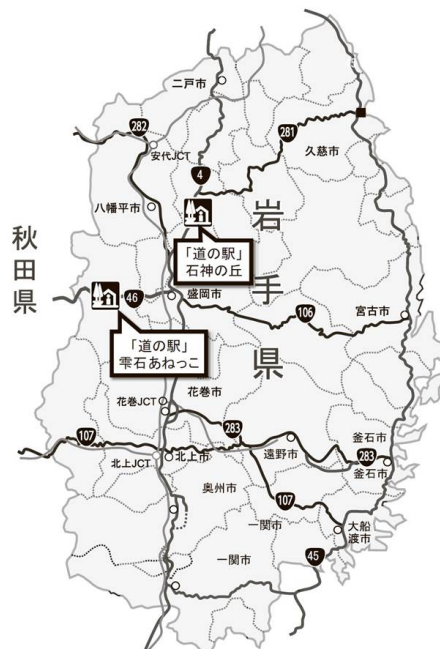 二戸市
282
安代JCT
281
久慈市
4
八幡平市
岩手県
秋田県
「道の駅」
石神の丘
46
盛岡市
106
宮古市
「道の駅」
雫石あねっこ
花巻市
花巻JCT
283
107
北上JCT
北上市
遠野市
釜石市
283
釜石市
奥州市
107
一関市
大船
渡市
一関市
45